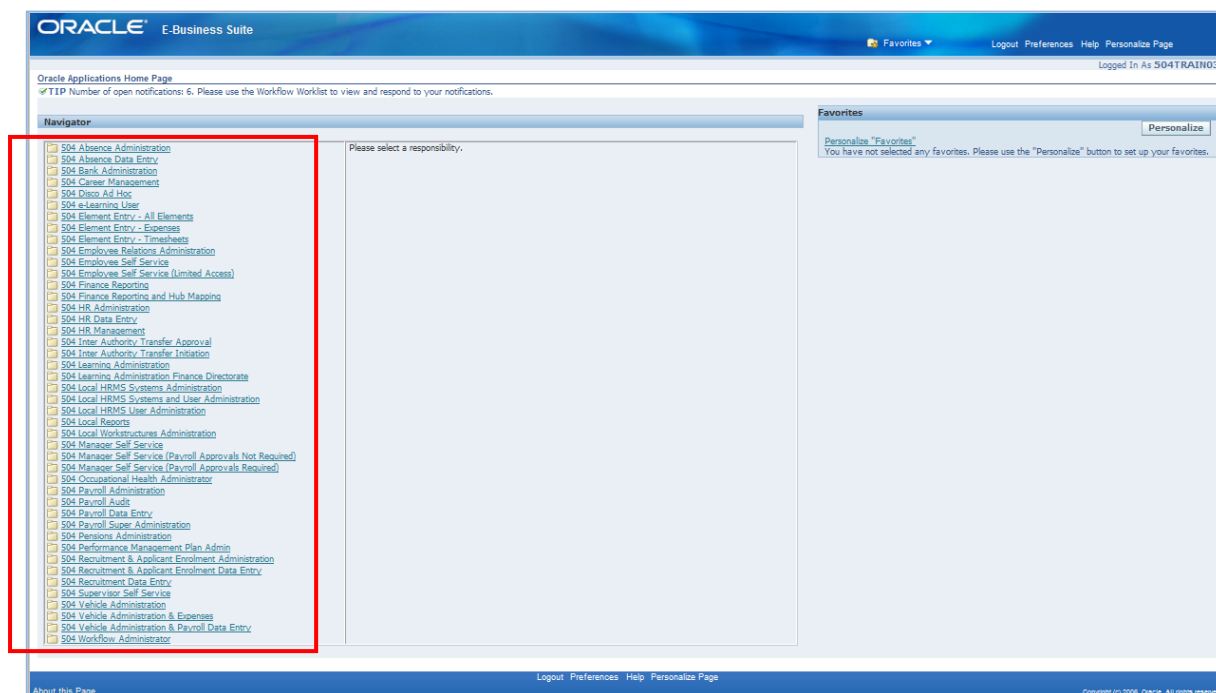 ORACLE E-Business Suite
Favorites
Logout Preferences Help Personalize Page
Logged In As 504TRAIN03
Oracle Applications Home Page
TIP Number of open notifications: 6. Please use the Workflow Worklist to view and respond to your notifications.
Navigator
504 Absence Administration
504 Absence Data Entry
504 Bank Administration
504 Career Management
504 Disco Ad Hoc
504 e-Learning User
504 Element Entry - All Elements
504 Element Entry - Expenses
504 Element Entry - Timesheets
504 Employee Relations Administration
504 Employee Self Service
504 Employee Self Service (Limited Access)
504 Finance Reporting
504 Finance Reporting and Hub Mapping
504 HR Administration
504 HR Data Entry
504 HR Management
504 Inter Authority Transfer Approval
504 Inter Authority Transfer Initiation
504 Learning Administration
504 Learning Administration Finance Directorate
504 Local HRMS Systems Administration
504 Local HRMS Systems and User Administration
504 Local HRMS User Administration
504 Local Reports
504 Local Workstructures Administration
504 Manager Self Service
504 Manager Self Service (Payroll Approvals Not Required)
504 Manager Self Service (Payroll Approvals Required)
504 Occupational Health Administrator
504 Payroll Administration
504 Payroll Audit
504 Payroll Data Entry
504 Payroll Super Administration
504 Pensions Administration
504 Performance Management Plan Admin
504 Recruitment & Applicant Enrolment Administration
504 Recruitment & Applicant Enrolment Data Entry
504 Recruitment Data Entry
504 Supervisor Self Service
504 Vehicle Administration
504 Vehicle Administration & Expenses
504 Vehicle Administration & Payroll Data Entry
504 Workflow Administrator
Please select a responsibility.
Favorites
Personalize
Personalize "Favorites"
You have not selected any favorites. Please use the "Personalize" button to set up your favorites.
Logout Preferences Help Personalize Page
About this Page
Copyright (c) 2006, Oracle. All rights reserved